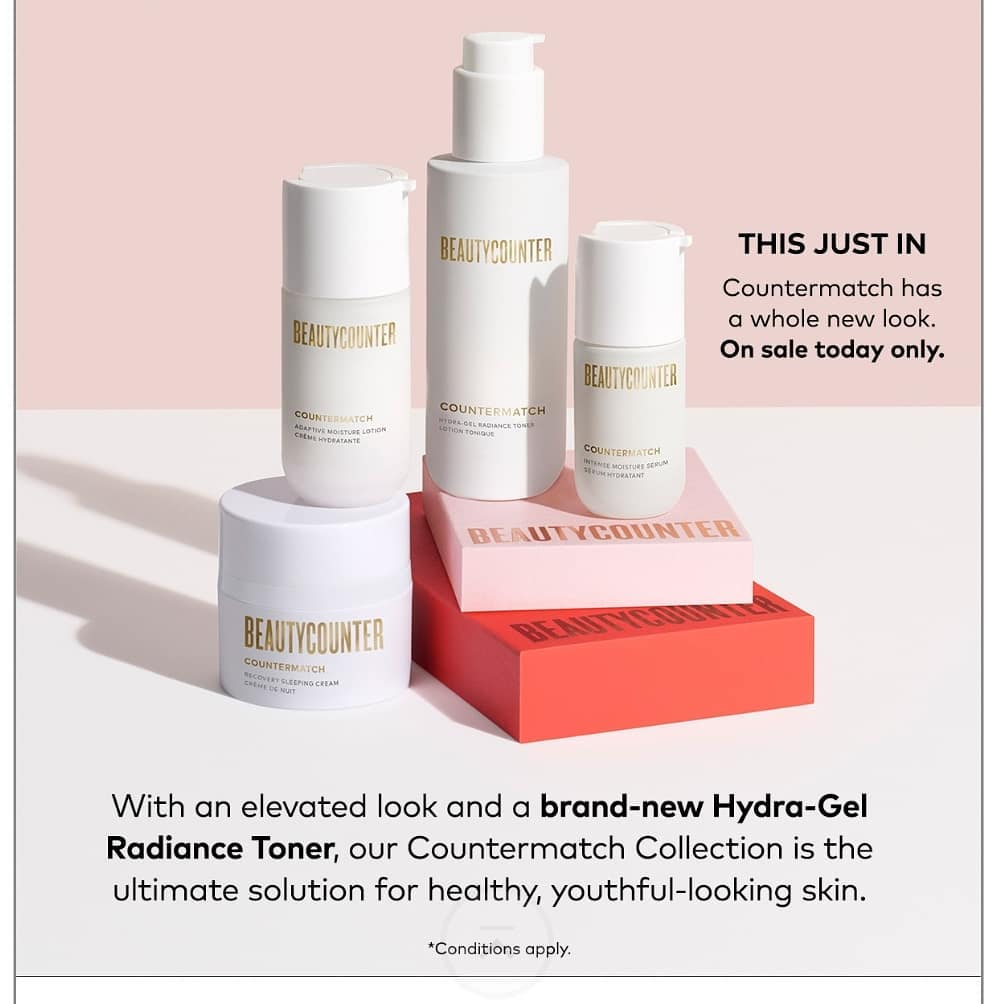 BEAUTYCOUNTER
COUNTERMATCH
ADAPTIVE MOISTURE LOTION
CRÈME HYDRATANTE
BEAUTYCOUNTER
COUNTERMATCH
HYDRA-GEL RADIANCE TONER
LOTION TONIQUE
BEAUTYCOUNTER
COUNTERMATCH
INTENSE MOISTURE SERUM
SÉRUM HYDRATANT
THIS JUST IN
Countermatch has
a whole new look.
On sale today only.
BEAUTYCOUNTER
BEAUTYCOUNTER
BEAUTYCOUNTER
COUNTERMATCH
RECOVERY SLEEPING CREAM
CRÈME DE NUIT
With an elevated look and a brand-new Hydra-Gel
Radiance Toner, our Countermatch Collection is the
ultimate solution for healthy, youthful-looking skin.
*Conditions apply.